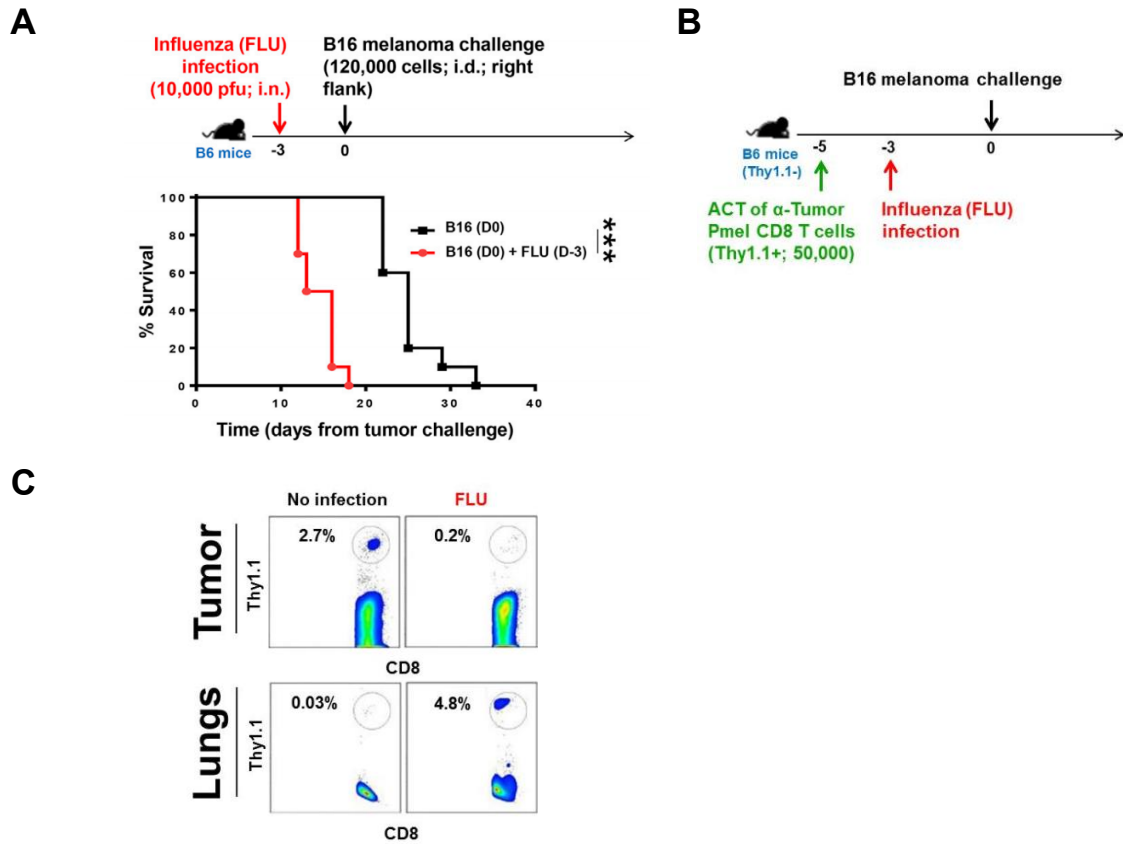 A
Influenza (FLU)
infection
(10,000 pfu; i.n.)
B16 melanoma challenge
(120,000 cells; i.d.; right
flank)
B6 mice
-3
0
100
80
60
40
20
0
% Survival
B16 (D0)
B16 (D0) + FLU (D-3)
***
0
10
20
30
40
Time (days from tumor challenge)
B
B16 melanoma challenge
B6 mice
(Thy1.1-)
-5
-3
0
ACT of α-Tumor
Pmel CD8 T cells
(Thy1.1+; 50,000)
Influenza (FLU)
infection
C
No infection
FLU
Tumor
Thy1.1
2.7%
0.2%
CD8
Lungs
Thy1.1
0.03%
4.8%
CD8